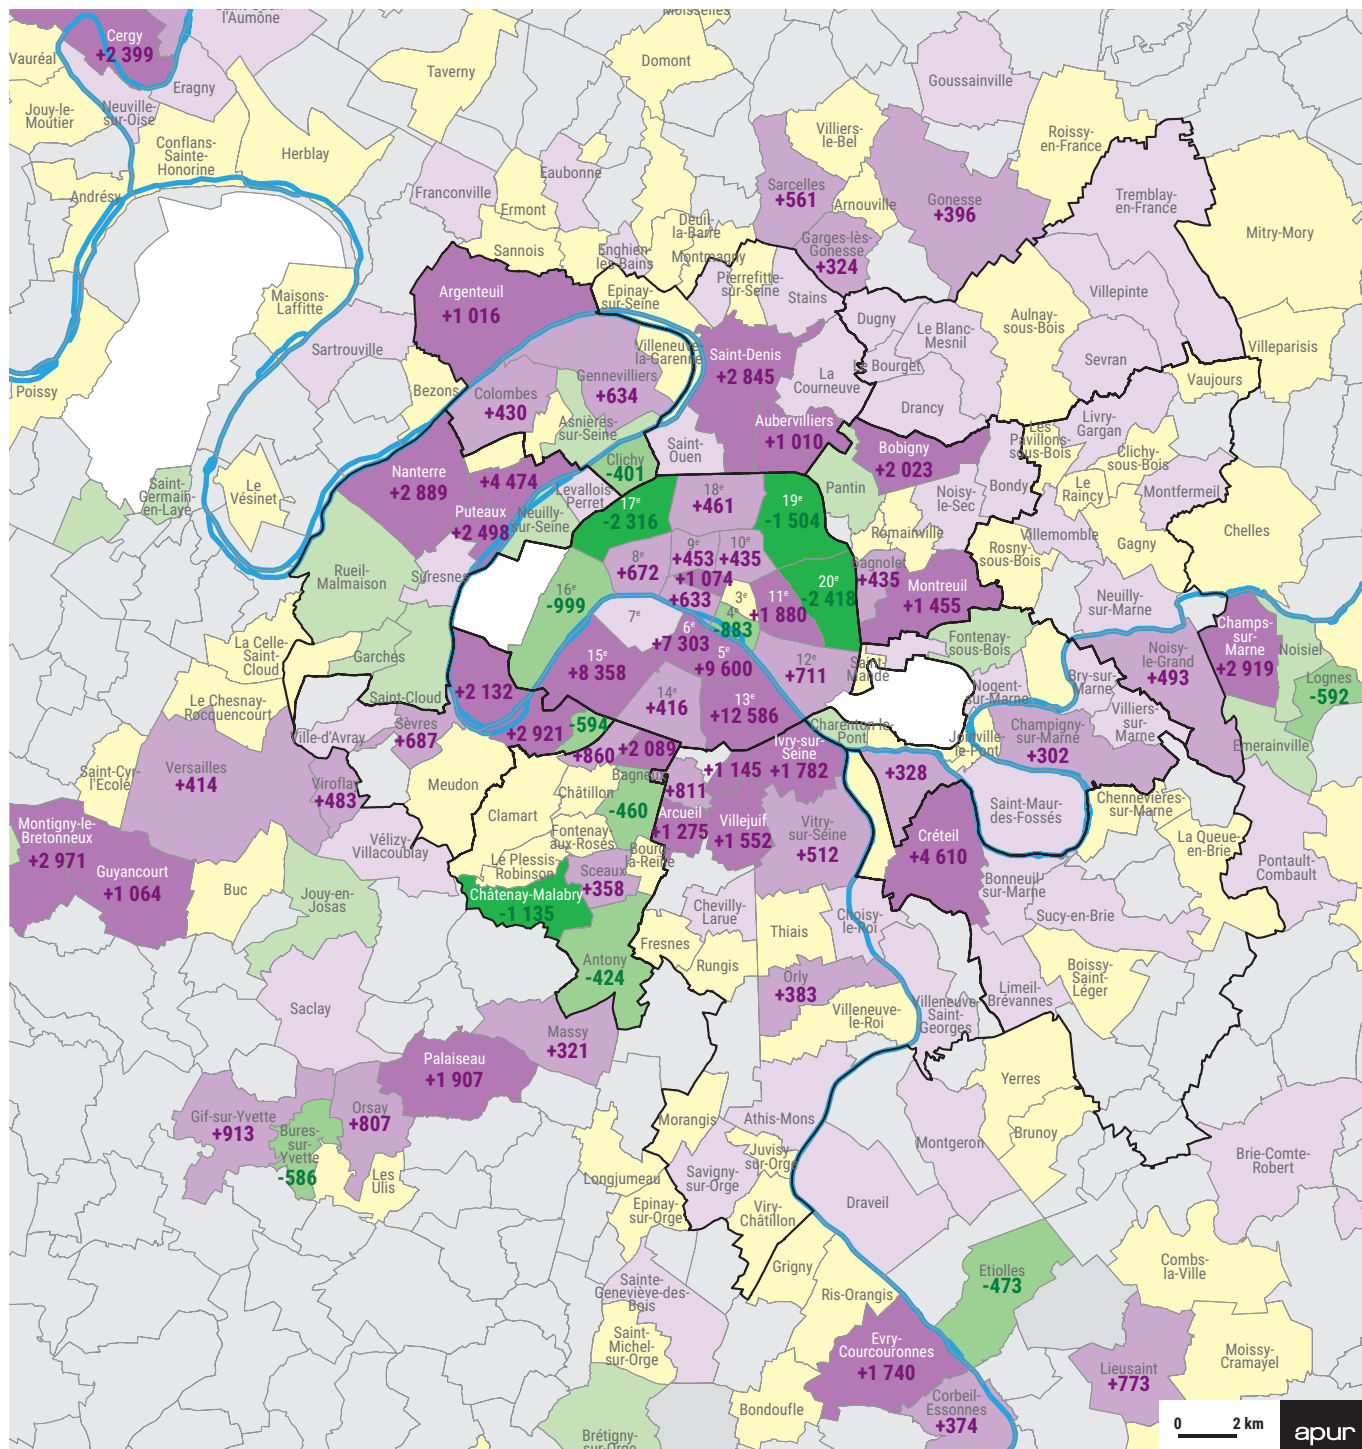 Saint-Ouen-
l'Aumône
Moisselles
Cergy
+2 399
Vauréal
Eragny
Taverny
Domont
Goussainville
Jouy-le-
Moutier
Neuville-
sur-Oise
Conflans-
Sainte-
Honorine
Herblay
Villiers-
le-Bel
Roissy-
en-France
Andrésy
Franconville
Eaubonne
Ermont
Sarcelles
+561
Arnouville
Gonesse
+396
Tremblay-
en-France
Mitry-Mory
Sannois
Enghien-
les-Bains
Deuil-
la-Barre
Montmagny
Garges-lès-
Gonesse
+324
Argenteuil
+1 016
Epinay-
sur-Seine
Pierrefitte-
sur-Seine
Stains
Villepinte
Maisons-
Laffitte
Dugny
Le Blanc-
Mesnil
Aulnay-
sous-Bois
Sartrouville
Villeneuve-
la-Garenne
Saint-Denis
+2 845
La
Courneuve
Le Bourget
Sevran
Villeparisis
Poissy
Bezons
Colombes
+430
Gennevilliers
+634
Drancy
Vaujours
Asnières-
sur-Seine
Aubervilliers
+1 010
Livry-
Gargan
Nanterre
+2 889
+4 474
Clichy
-401
Saint-
Ouen
Bobigny
+2 023
Les
Pavillons-
sous-Bois
Clichy-
sous-Bois
Le
Vésinet
Saint-
Germain-
en-Laye
Puteaux
+2 498
Levallois-
Perret
Neuilly-
sur-Seine
17e
-2 316
18e
+461
19e
-1 504
Pantin
Noisy-
le-Sec
Bondy
Le
Raincy
Montfermeil
Romainville
Villemomble
Gagny
Chelles
Rueil-
Malmaison
Suresnes
8e
+672
9e
+453
10e
+435
+1 074
+633
3e
4e
-883
11e
+1 880
20e
-2 418
Bagnolet
+435
Montreuil
+1 455
Rosny-
sous-Bois
Neuilly-
sur-Marne
16e
-999
7e
6e
+7 303
5e
+9 600
12e
+711
Saint-
Mandé
Fontenay-
sous-Bois
Champs-
sur-
Marne
+2 919
Noisiel
La Celle-
Saint-
Cloud
Garches
Saint-Cloud
+2 132
15e
+8 358
14e
+416
13e
+12 586
Nogent-
sur-Marne
Bry-sur-
Marne
Noisy-
le-Grand
+493
Lognes
-592
Le Chesnay-
Rocquencourt
Ville-d'Avray
Sèvres
+687
+2 921
-594
+860
+2 089
Charenton-le-
Pont
Joinville-
le-Pont
Champigny-
sur-Marne
+302
Villiers-
sur-
Marne
Emerainville
Saint-Cyr-
l'Ecole
Versailles
+414
Viroflay
+483
Meudon
Clamart
Châtillon
Bagneux
-460
+811
+1 145
Ivry-sur-
Seine
+1 782
+328
Saint-Maur-
des-Fossés
Chennevières-
sur-Marne
Montigny-le-
Bretonneux
+2 971
Guyancourt
+1 064
Vélizy-
Villacoublay
Fontenay-
aux-Roses
Arcueil
+1 275
Villejuif
+1 552
Vitry-
sur-Seine
+512
Créteil
+4 610
La Queue-
en-Brie
Pontault-
Combault
Buc
Jouy-en-
Josas
Le Plessis-
Robinson
Sceaux
+358
Bourg-
la-Reine
Châtenay-Malabry
-1 135
Bonneuil-
sur-Marne
Sucy-en-Brie
Chevilly-
Larue
Choisy-
le-Roi
Thiais
Antony
-424
Fresnes
Rungis
Orly
+383
Boissy-
Saint-
Léger
Saclay
Villeneuve-
le-Roi
Villeneuve-
Saint-
Georges
Limeil-
Brévannes
Massy
+321
Palaiseau
+1 907
Yerres
Brunoy
Gif-sur-Yvette
+913
Bures-
sur-
Yvette
-586
Orsay
+807
Les
Ulis
Morangis
Athis-Mons
Montgeron
Juvisy-
sur-Orge
Brie-Comte-
Robert
Longjumeau
Savigny-
sur-Orge
Epinay-
sur-Orge
Viry-
Châtillon
Draveil
Etiolles
-473
Combs-
la-Ville
Grigny
Ris-Orangis
Sainte-
Geneviève-des-
Bois
Saint-
Michel-
sur-Orge
Evry-
Courcouronnes
+1 740
Lieusaint
+773
Moissy-
Cramayel
Bondoufle
Corbeil-
Essonnes
+374
Brétigny-
sur-Orge
0 2 km
apur